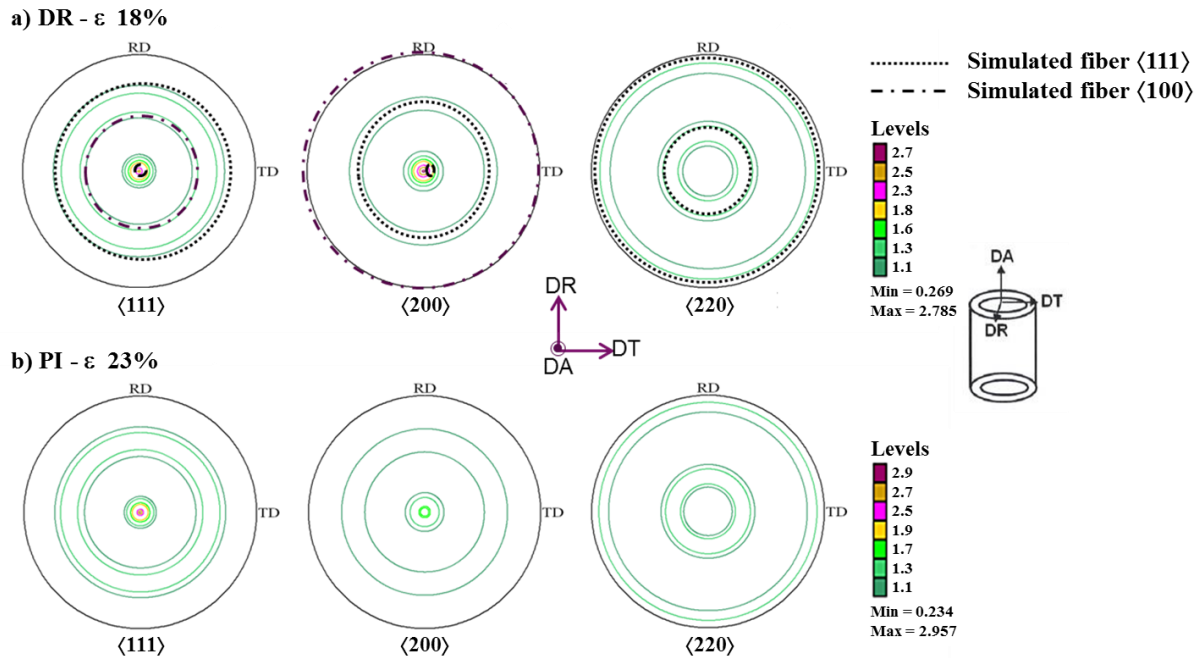 a) DR - ε 18%
RD
RD
RD
TD
TD
⟨111⟩
⟨200⟩
⟨220⟩
Simulated fiber ⟨111⟩
Simulated fiber ⟨100⟩
Levels
2.7
2.5
2.3
1.8
1.6
1.3
1.1
Min = 0.269
Max = 2.785
TD
DR
DT
DA
DA
DT
DR
b) PI - ε 23%
RD
RD
RD
TD
TD
TD
⟨111⟩
⟨200⟩
⟨220⟩
Levels
2.9
2.7
2.5
1.9
1.7
1.3
1.1
Min = 0.234
Max = 2.957